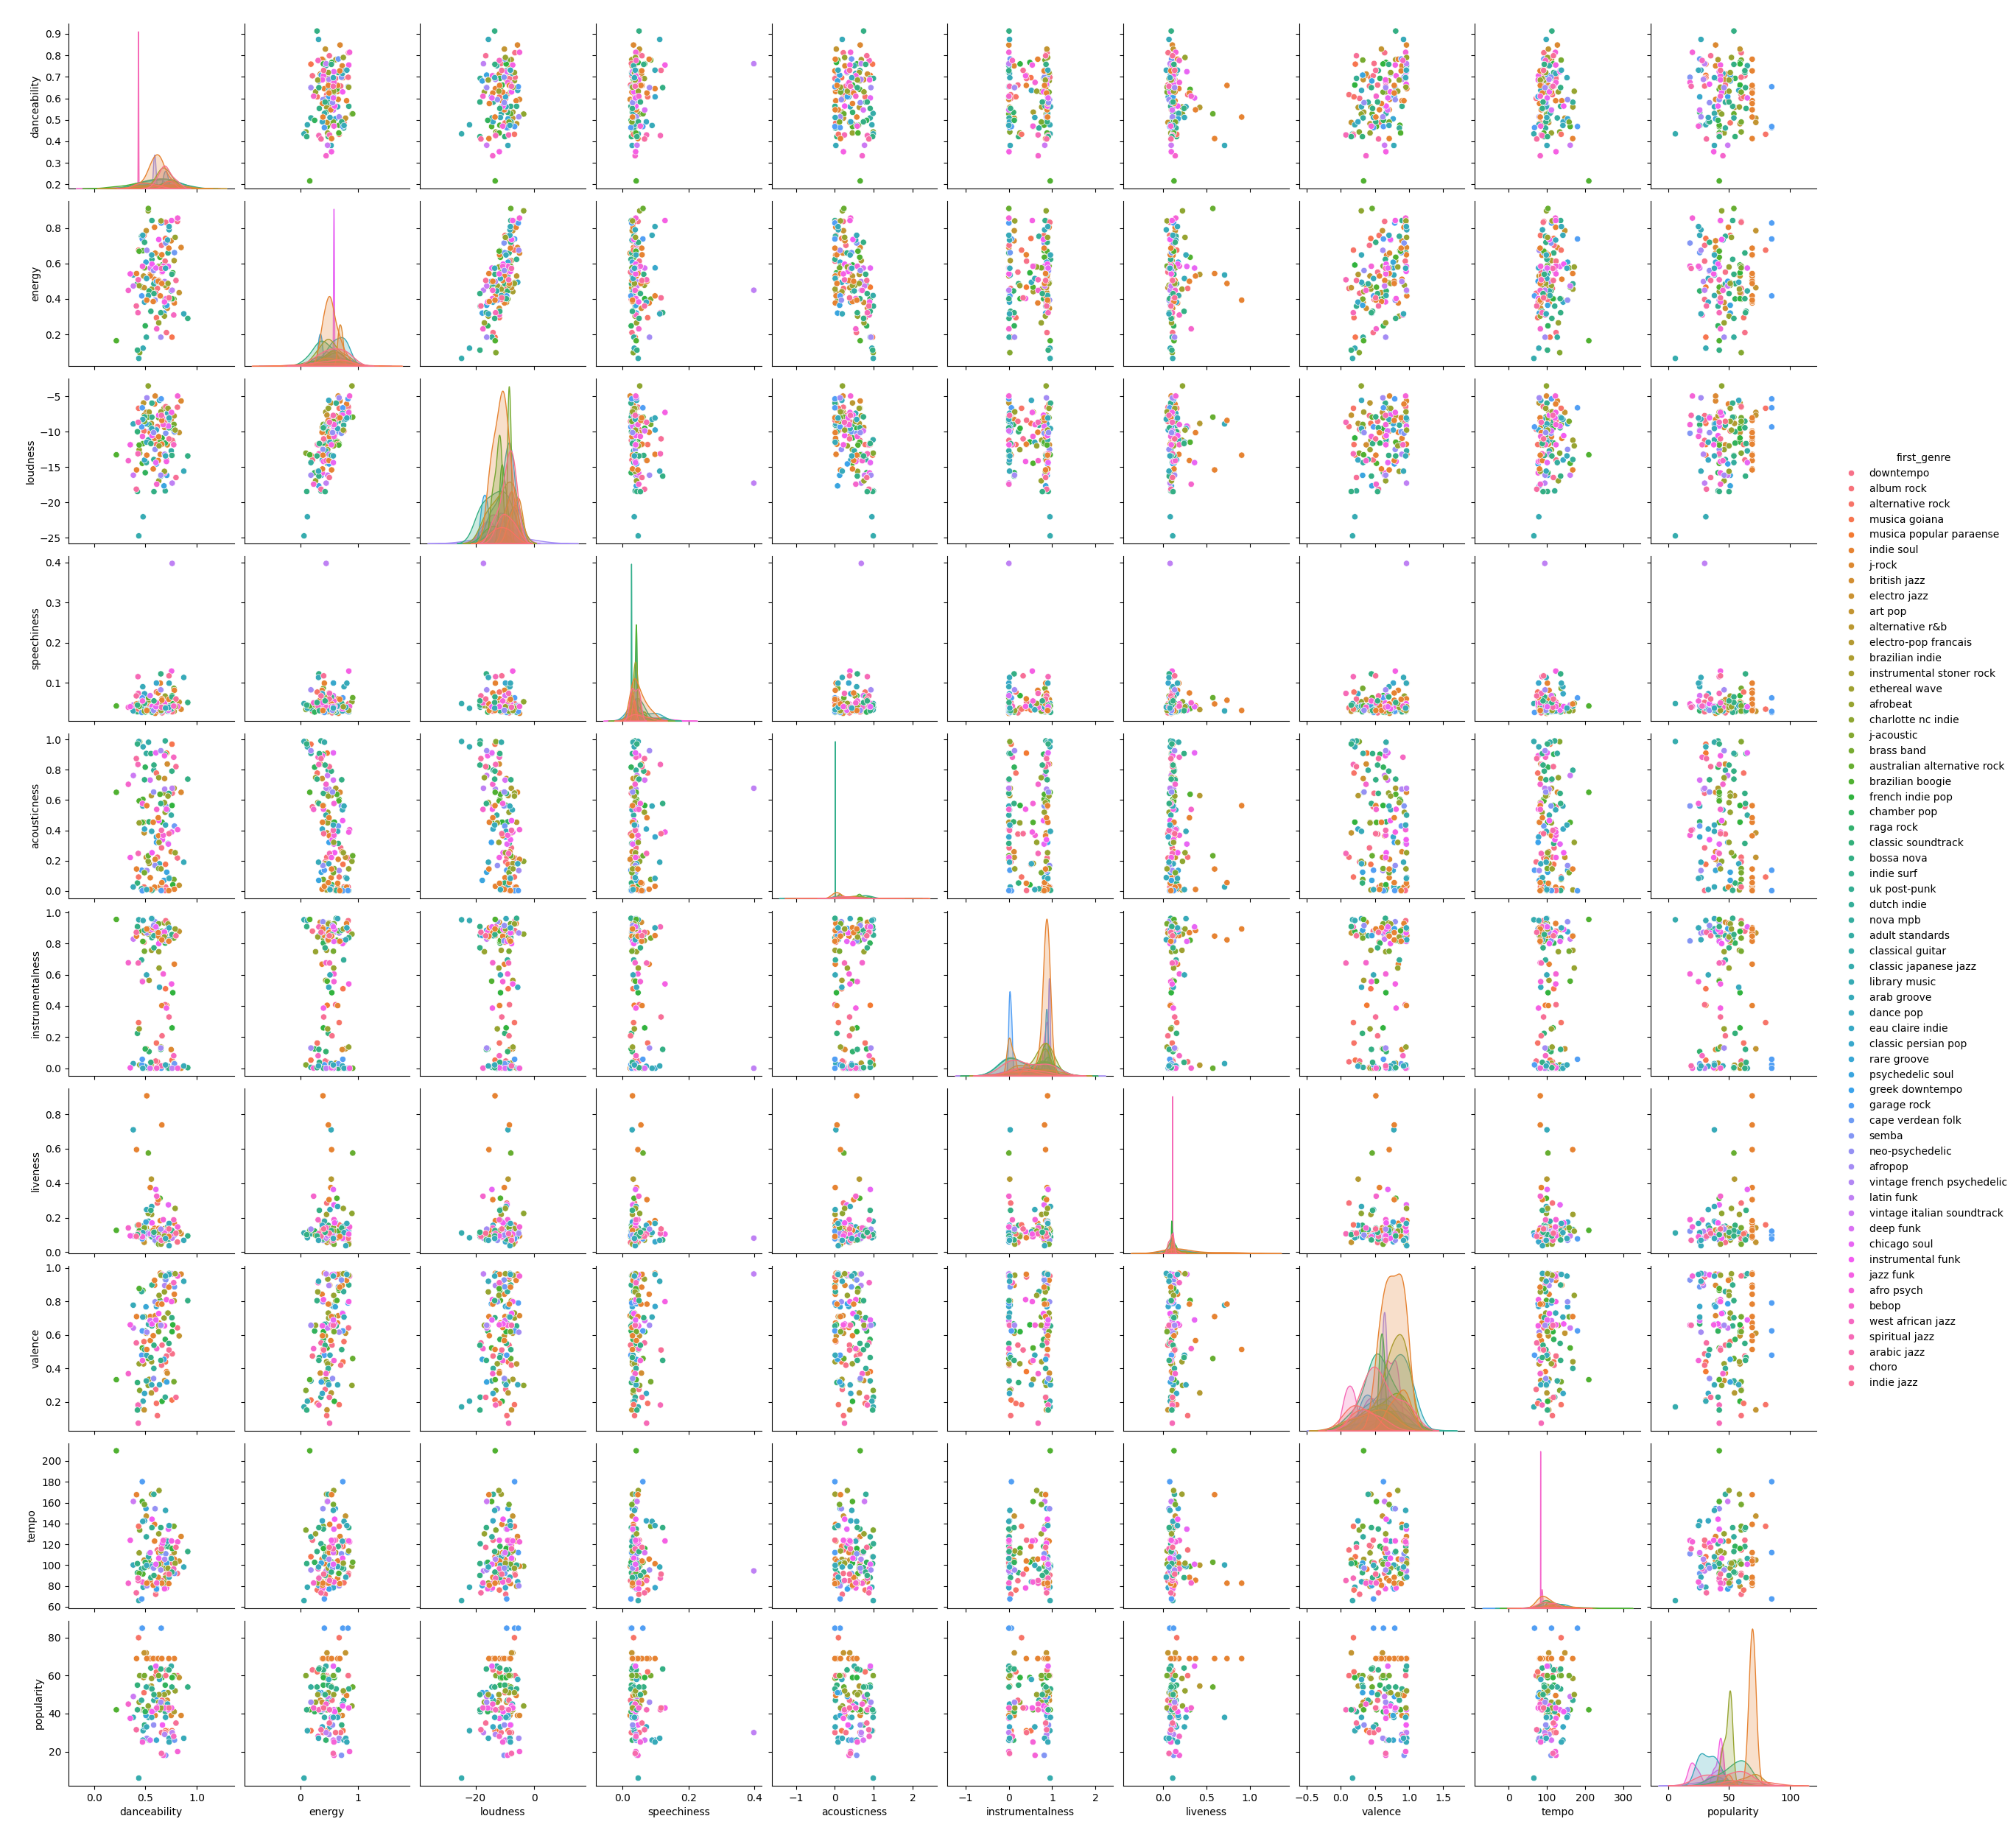 0.9
0.8
0.7
0.6
0.5
0.4
0.3
0.2
danceability
0.8
0.6
0.4
0.2
energy
−5
−10
−15
−20
−25
loudness
0.4
0.3
0.2
0.1
speechiness
1.0
0.8
0.6
0.4
0.2
0.0
acousticness
1.0
0.8
0.6
0.4
0.2
0.0
instrumentalness
0.8
0.6
0.4
0.2
0.0
liveness
1.0
0.8
0.6
0.4
0.2
valence
200
180
160
140
120
100
80
60
tempo
80
60
40
20
popularity
0.0 0.5 1.0
danceability
0 1
energy
−20 0
loudness
0.0 0.2 0.4
speechiness
−1 0 1 2
acousticness
−1 0 1 2
instrumentalness
0.0 0.5 1.0
liveness
−0.5 0.0 0.5 1.0 1.5
valence
0 100 200 300
tempo
0 50 100
popularity
first_genre
downtempo
album rock
alternative rock
musica goiana
musica popular paraense
indie soul
j-rock
british jazz
electro jazz
art pop
alternative r&b
electro-pop francais
brazilian indie
instrumental stoner rock
ethereal wave
afrobeat
charlotte nc indie
j-acoustic
brass band
australian alternative rock
brazilian boogie
french indie pop
chamber pop
raga rock
classic soundtrack
bossa nova
indie surf
uk post-punk
dutch indie
nova mpb
adult standards
classical guitar
classic japanese jazz
library music
arab groove
dance pop
eau claire indie
classic persian pop
rare groove
psychedelic soul
greek downtempo
garage rock
cape verdean folk
semba
neo-psychedelic
afropop
vintage french psychedelic
latin funk
vintage italian soundtrack
deep funk
chicago soul
instrumental funk
jazz funk
afro psych
bebop
west african jazz
spiritual jazz
arabic jazz
choro
indie jazz